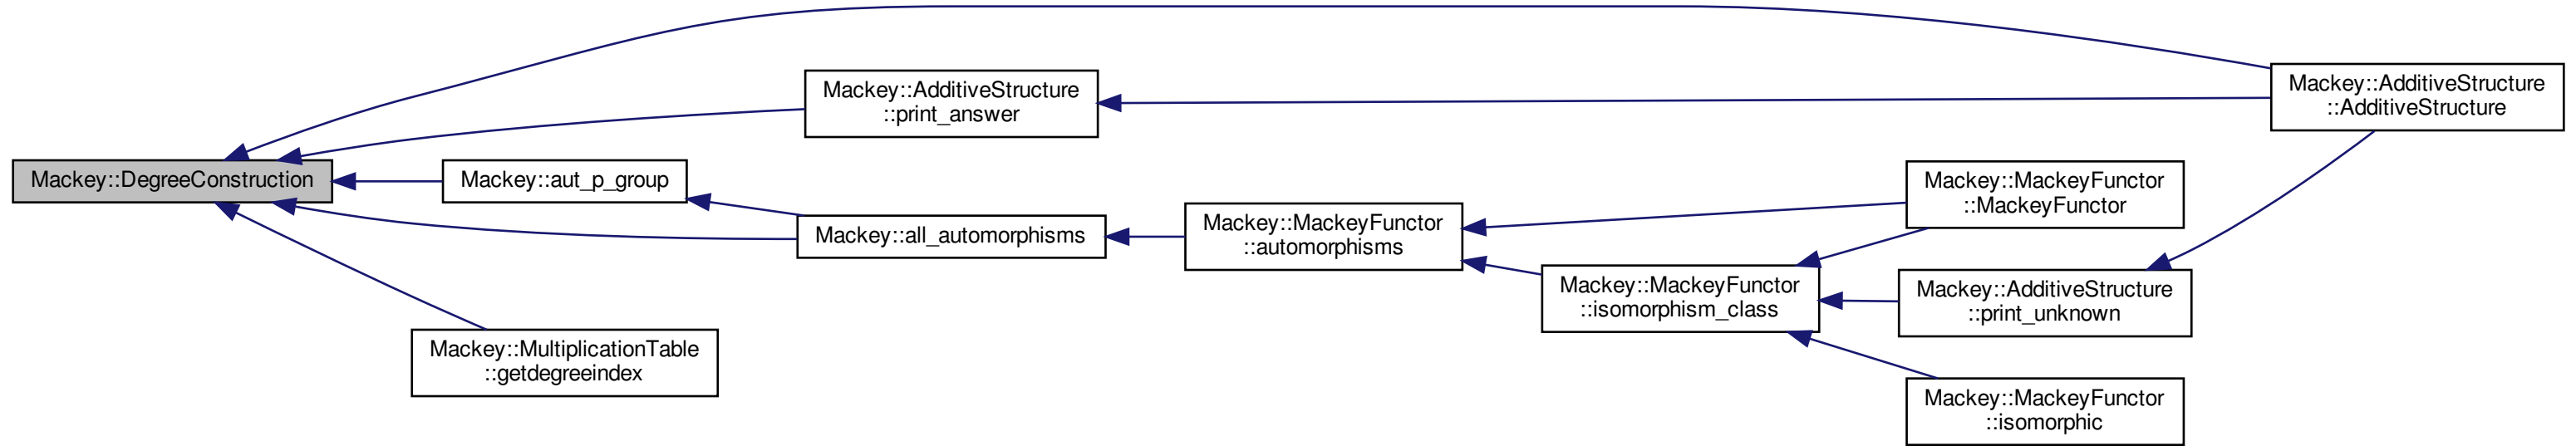 Mackey::DegreeConstruction
Mackey::AdditiveStructure
::print_answer
Mackey::aut_p_group
Mackey::all_automorphisms
Mackey::MultiplicationTable
::getdegreeindex
Mackey::MackeyFunctor
::automorphisms
Mackey::MackeyFunctor
::isomorphism_class
Mackey::MackeyFunctor
::MackeyFunctor
Mackey::AdditiveStructure
::print_unknown
Mackey::MackeyFunctor
::isomorphic
Mackey::AdditiveStructure
::AdditiveStructure